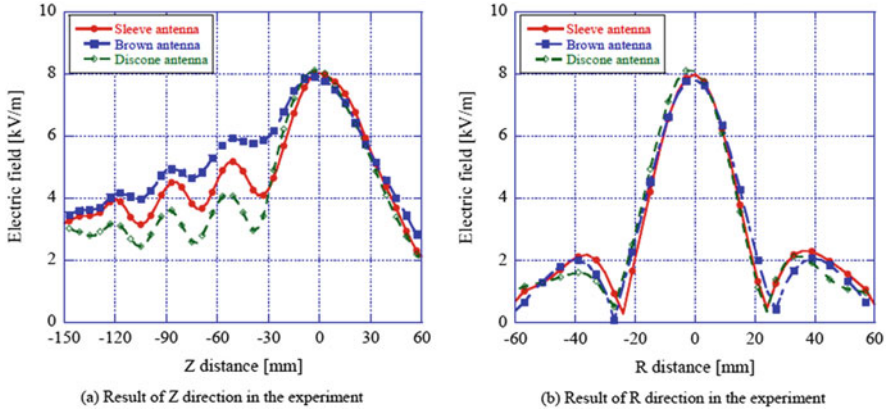 Sleeve antenna
Brown antenna
Discone antenna
Electric field [kV/m]
10
8
6
4
2
0
-150 -120 -90 -60 -30 0 30 60
Z distance [mm]
(a) Result of Z direction in the experiment
Sleeve antenna
Brown antenna
Discone antenna
Electric field [kV/m]
10
8
6
4
2
0
-60 -40 -20 0 20 40 60
R distance [mm]
(b) Result of R direction in the experiment